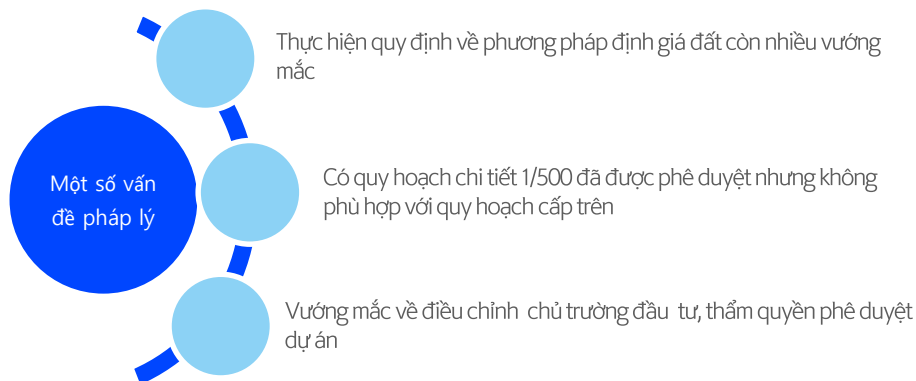 Thực hiện quy định về phương pháp định giá đất còn nhiều vướng
mắc
Một số vấn
đề pháp lý
Có quy hoạch chi tiết 1/500 đã được phê duyệt nhưng không
phù hợp với quy hoạch cấp trên
Vướng mắc về điều chỉnh chủ trường đầu tư, thẩm quyền phê duyệt
dự án